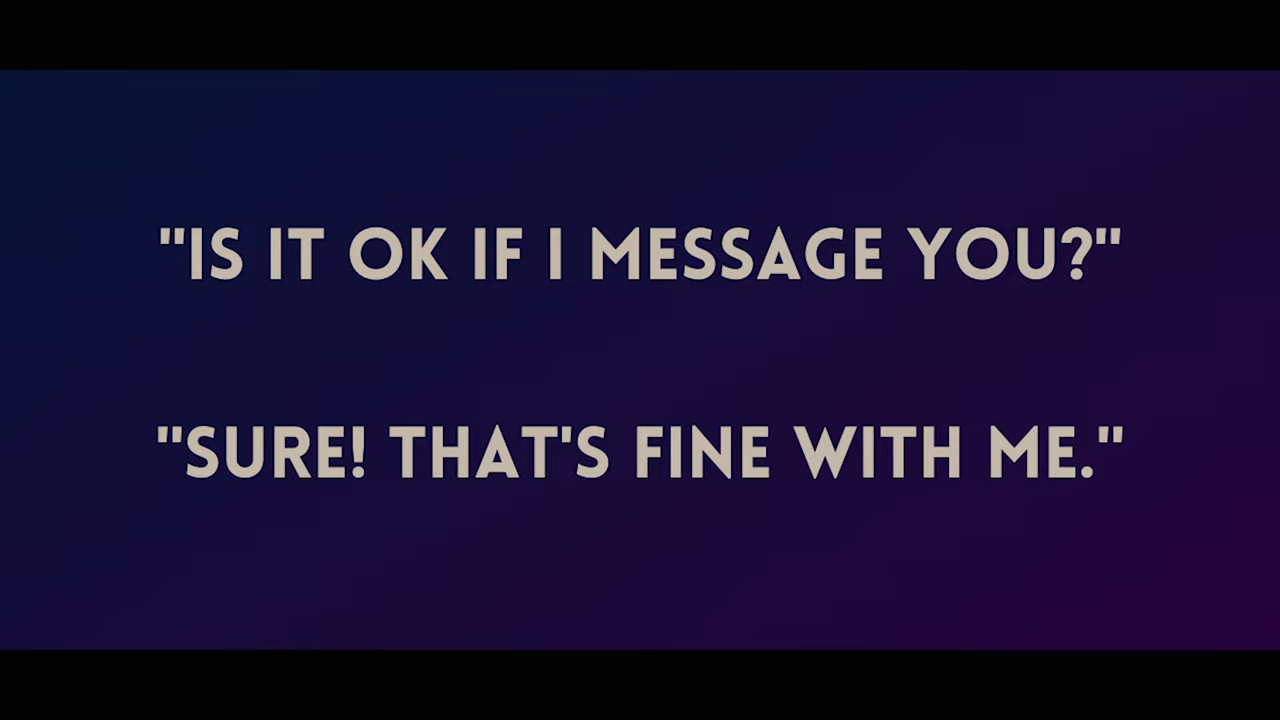 "IS IT OK IF I MESSAGE YOU?"
"SURE! THAT'S FINE WITH ME."